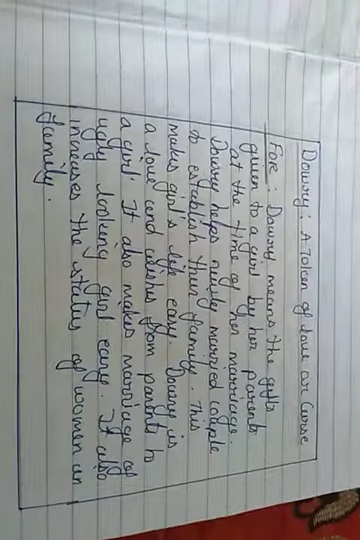 Dowry : A Token of love or Curse
For : Dowry means the gifts
given to a girl by her parents
at the time of her marriage.
Dowry helps newly married couple
to establish their family. This
makes girl's life easy. Dowry is
a love and wishes from parents to
a girl. It also makes marriage of
ugly looking girl easy. It also
increases the status of women in
family.